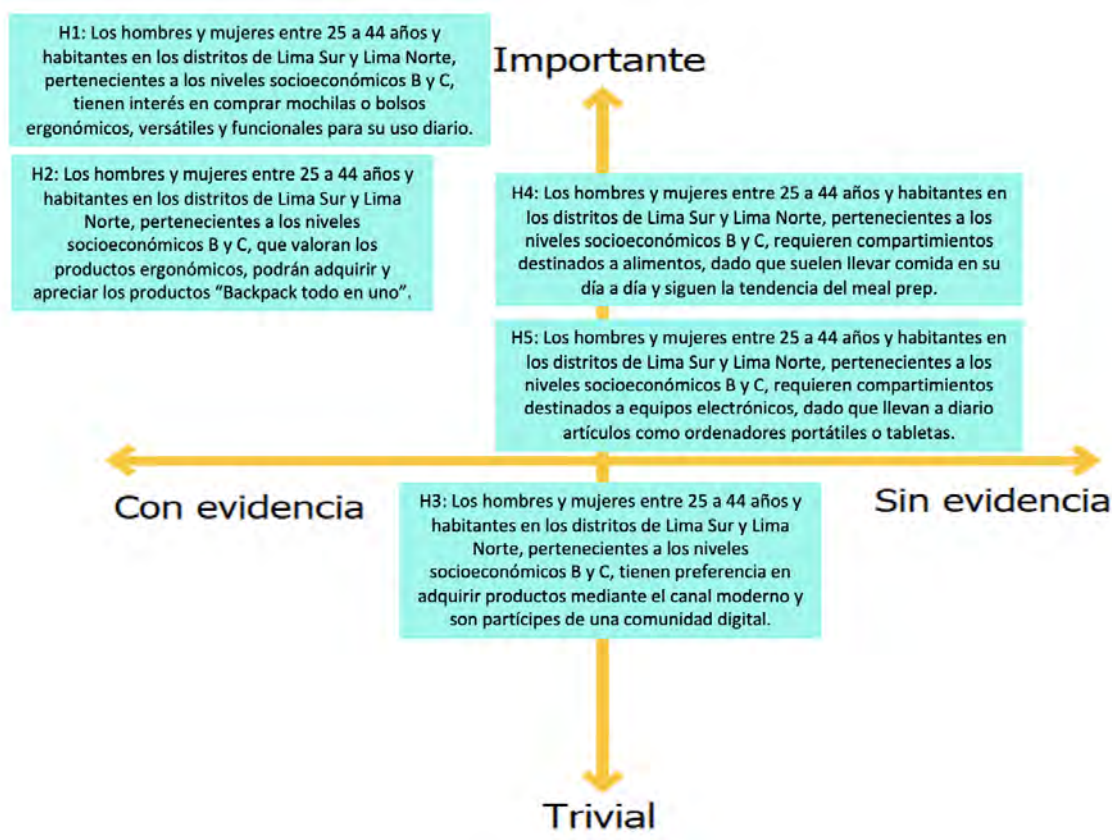 H1: Los hombres y mujeres entre 25 a 44 años y
habitantes en los distritos de Lima Sur y Lima Norte,
pertenecientes a los niveles socioeconómicos B y C,
tienen interés en comprar mochilas o bolsos
ergonómicos, versátiles y funcionales para su uso diario.
Importante
H2: Los hombres y mujeres entre 25 a 44 años y
habitantes en los distritos de Lima Sur y Lima
Norte, pertenecientes a los niveles
socioeconómicos B y C, que valoran los
productos ergonómicos, podrán adquirir y
apreciar los productos “Backpack todo en uno”.
H4: Los hombres y mujeres entre 25 a 44 años y habitantes en
los distritos de Lima Sur y Lima Norte, pertenecientes a los
niveles socioeconómicos B y C, requieren compartimientos
destinados a alimentos, dado que suelen llevar comida en su
día a día y siguen la tendencia del meal prep.
H5: Los hombres y mujeres entre 25 a 44 años y habitantes en
los distritos de Lima Sur y Lima Norte, pertenecientes a los
niveles socioeconómicos B y C, requieren compartimientos
destinados a equipos electrónicos, dado que llevan a diario
artículos como ordenadores portátiles o tabletas.
Con evidencia
Sin evidencia
H3: Los hombres y mujeres entre 25 a 44 años y
habitantes en los distritos de Lima Sur y Lima
Norte, pertenecientes a los niveles
socioeconómicos B y C, tienen preferencia en
adquirir productos mediante el canal moderno y
son partícipes de una comunidad digital.
Trivial